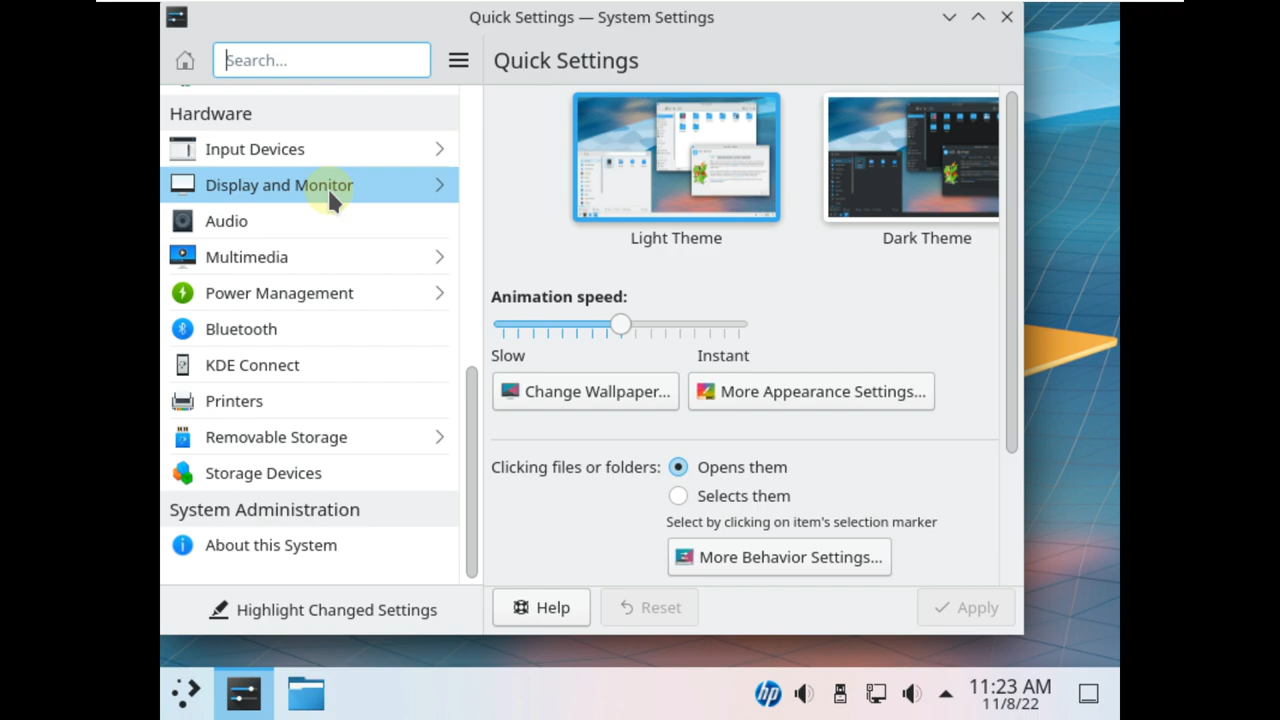 Quick Settings — System Settings
Search...
Quick Settings
Hardware
Input Devices
Display and Monitor
Audio
Multimedia
Power Management
Bluetooth
KDE Connect
Printers
Removable Storage
Storage Devices
System Administration
About this System
Highlight Changed Settings
Light Theme
Dark Theme
Animation speed:
Slow
Instant
Change Wallpaper...
More Appearance Settings...
Clicking files or folders:
Opens them
Selects them
Select by clicking on item's selection marker
More Behavior Settings...
Help
Reset
Apply
hp
11:23 AM
11/8/22